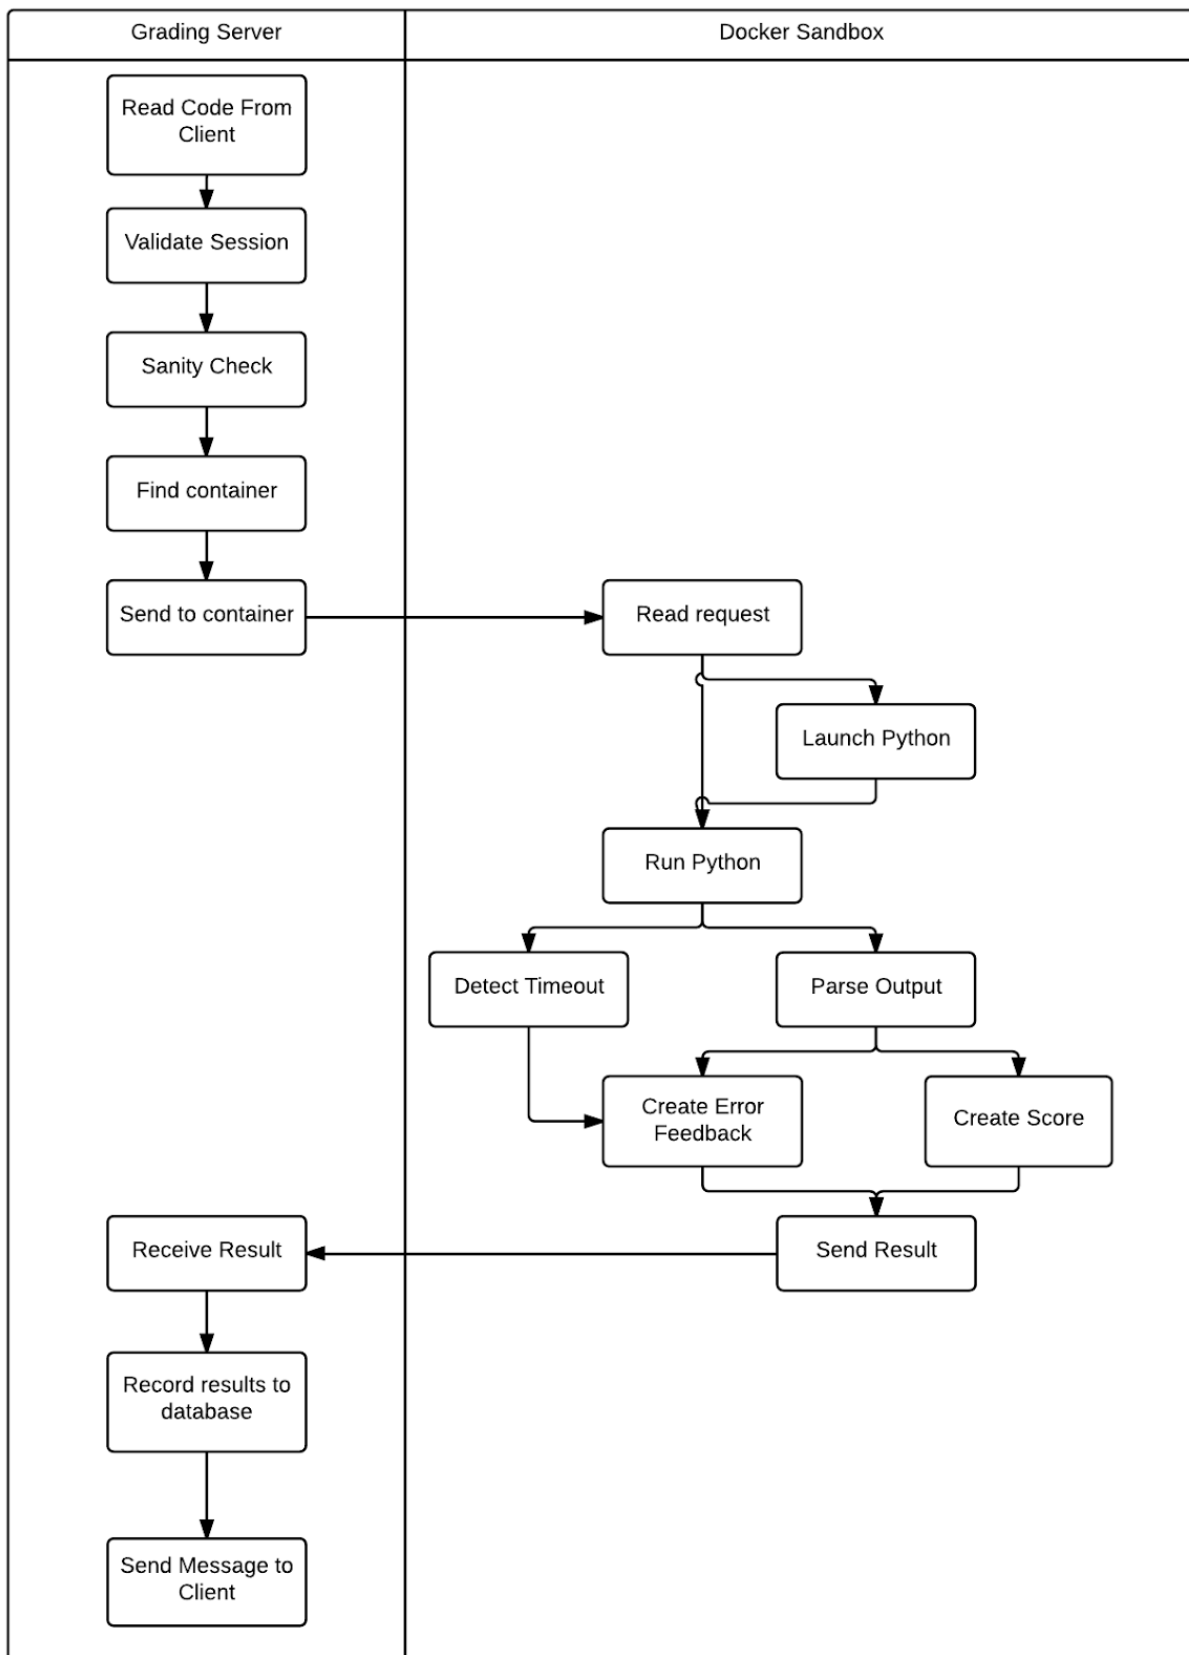 Grading Server
Docker Sandbox
Read Code From
Client
Validate Session
Sanity Check
Find container
Send to container
Read request
Launch Python
Run Python
Detect Timeout
Parse Output
Create Error
Feedback
Create Score
Receive Result
Send Result
Record results to
database
Send Message to
Client